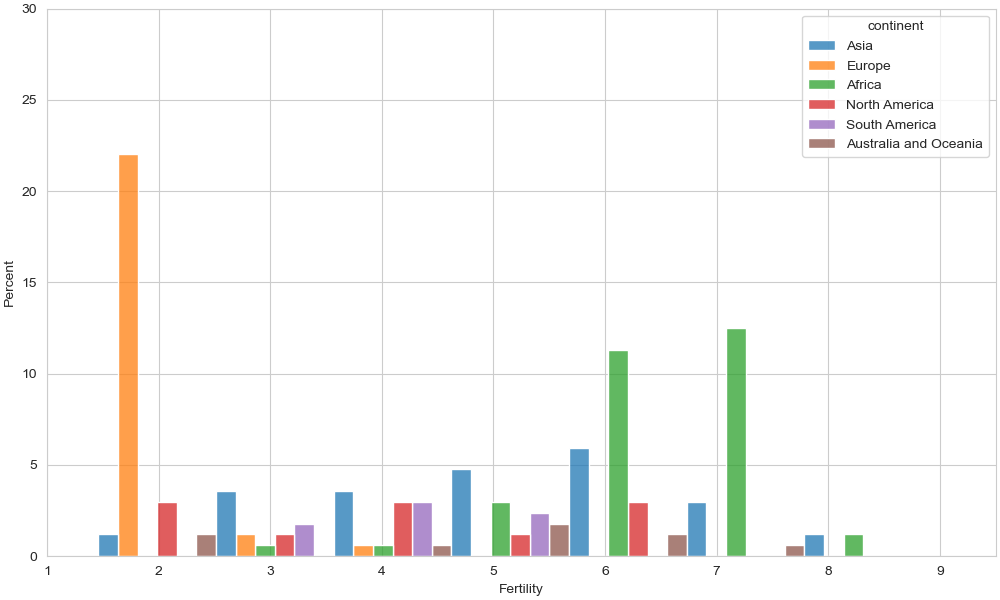 30
25
20
15
10
5
0
Percent
1 2 3 4 5 6 7 8 9
Fertility
continent
Asia
Europe
Africa
North America
South America
Australia and Oceania